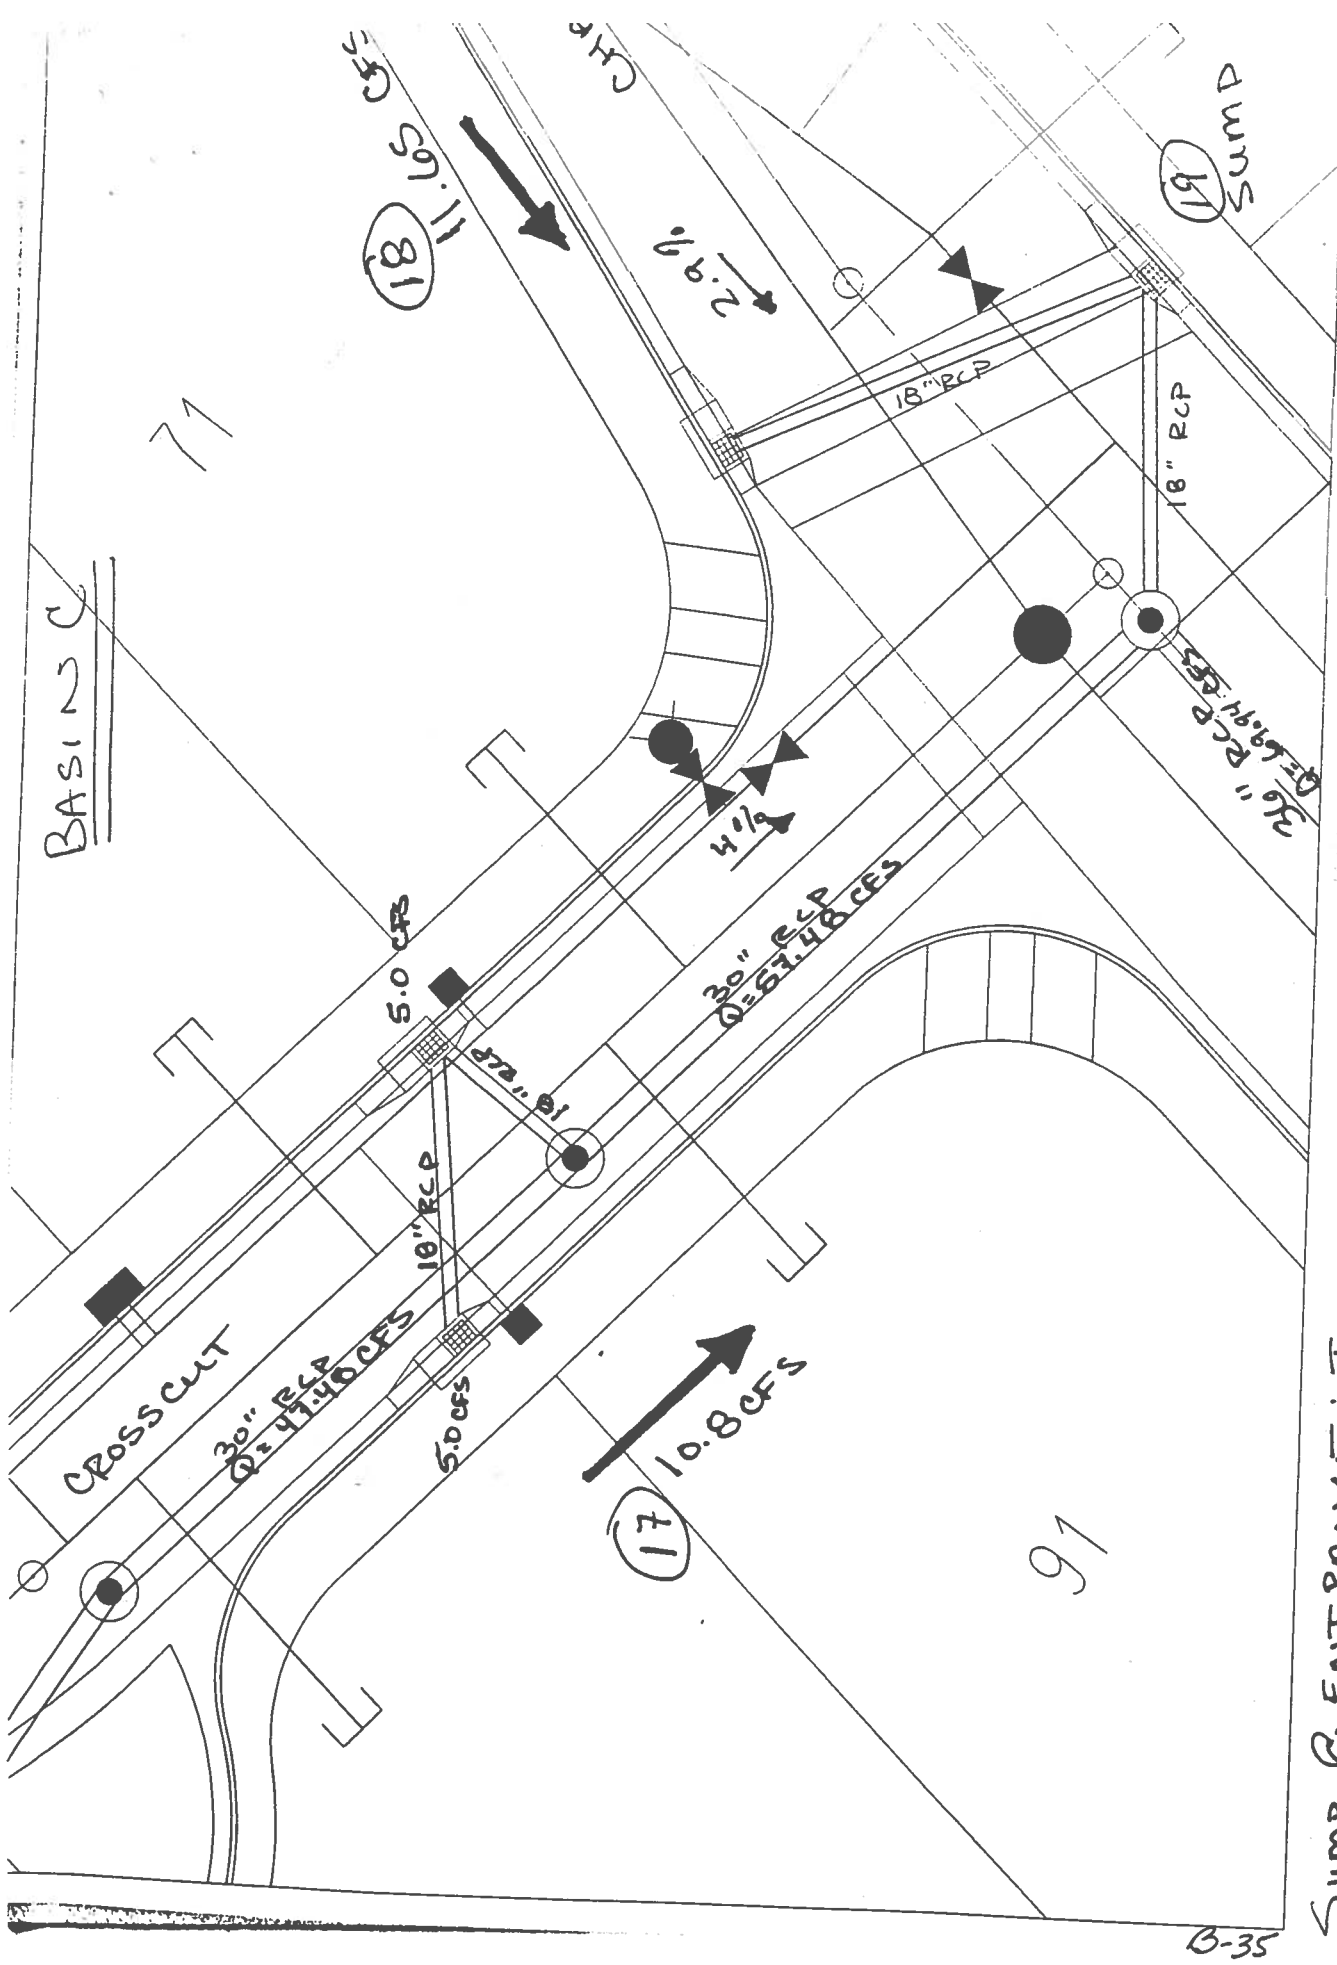 BASIN C
71
18
11.65 CFS
2.9%
19
SUMP
18" RCP
18" RCP
36" RCP
Q=69.94 CFS
4%
30" RCP
Q=57.48 CFS
5.0 CFS
18" RCP
18" RCP
5.0 CFS
CROSSCUT
30" RCP
Q=47.48 CFS
17
10.8 CFS
91
B-35